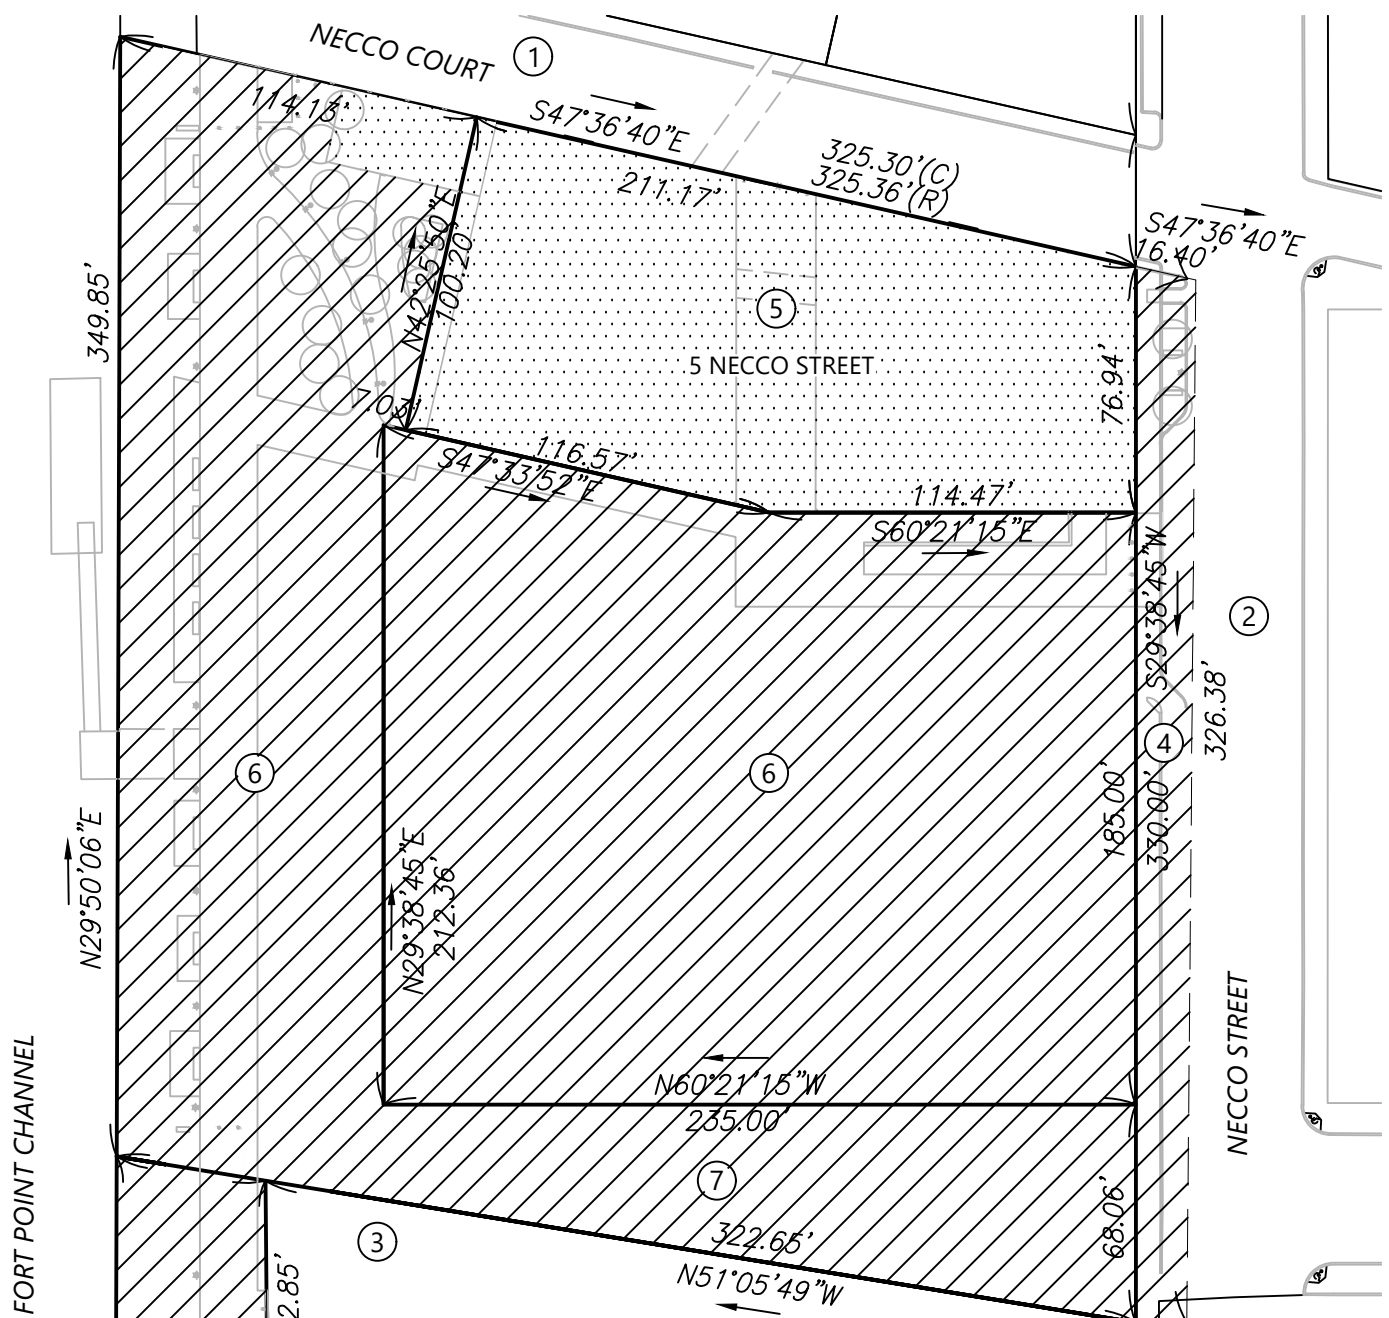 NECCO COURT
1
S47°36'40"E
114.13'
325.30'(C)
325.36'(R)
211.17'
S47°36'40"E
16.40'
N42°25'50"E
100.20'
349.85'
5
5 NECCO STREET
76.94'
7.03'
116.57'
S47°33'52"E
114.47'
S60°21'15"E
S29°38'45"W
2
326.38'
4
6
6
185.00'
330.00'
N29°50'06"E
N29°38'45"E
212.36'
N60°21'15"W
235.00'
NECCO STREET
FORT POINT CHANNEL
7
68.06'
3
322.65'
N51°05'49"W
2.85'